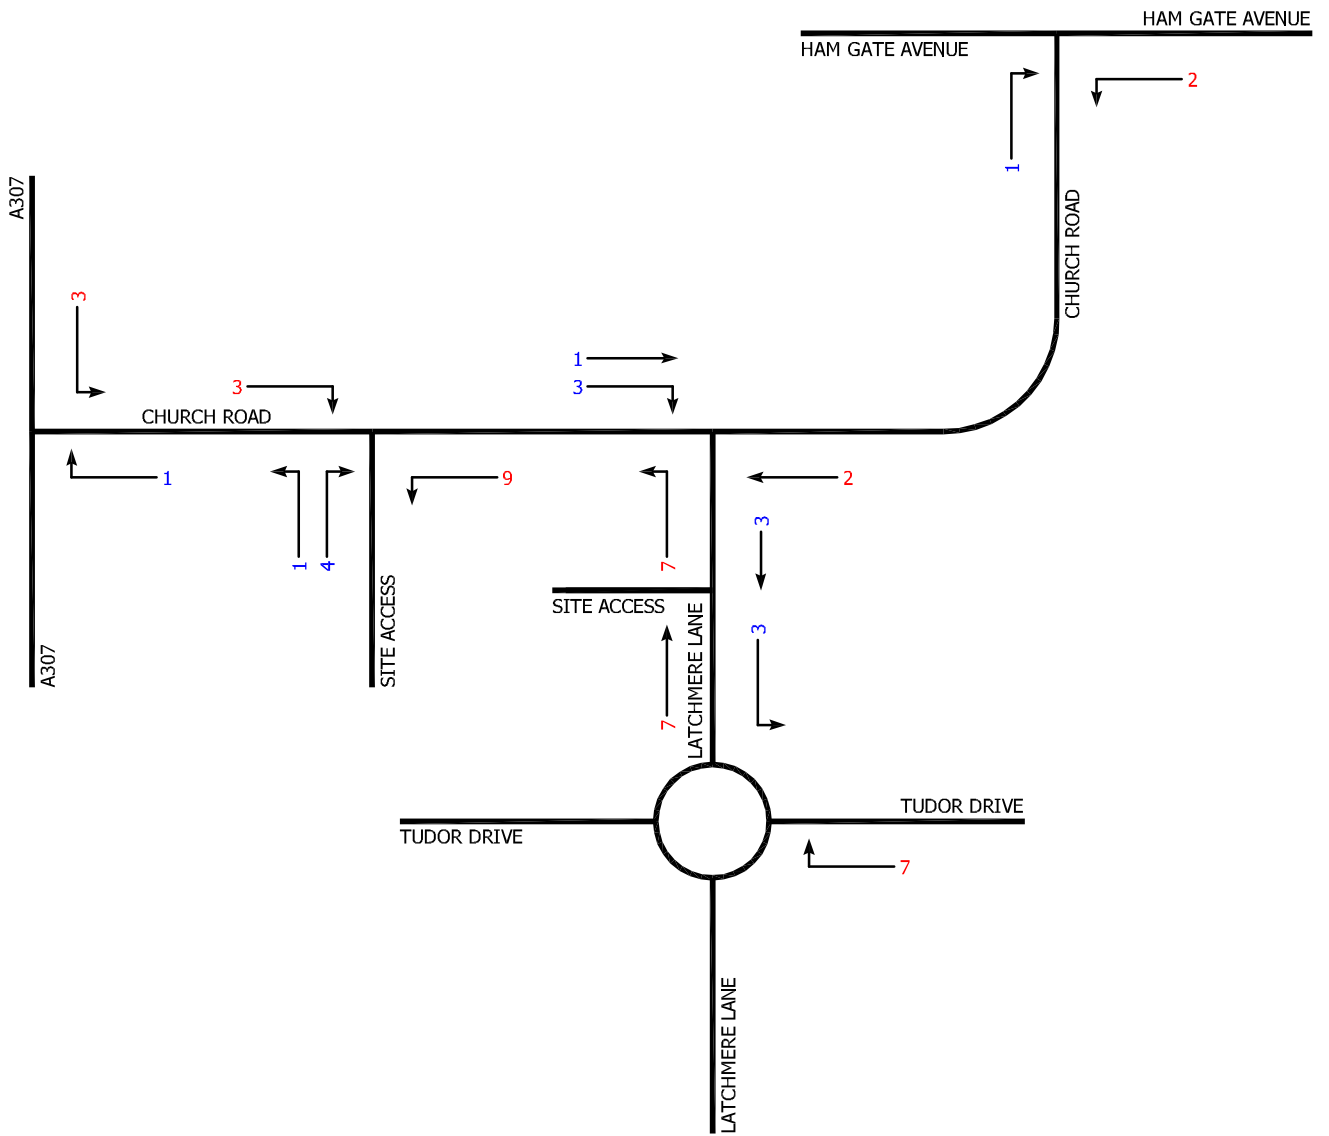 HAM GATE AVENUE
HAM GATE AVENUE
2
1
A307
CHURCH ROAD
3
1
3
3
CHURCH ROAD
1
9
7
2
3
1
4
SITE ACCESS
SITE ACCESS
LATCHMERE LANE
3
A307
7
TUDOR DRIVE
TUDOR DRIVE
7
LATCHMERE LANE